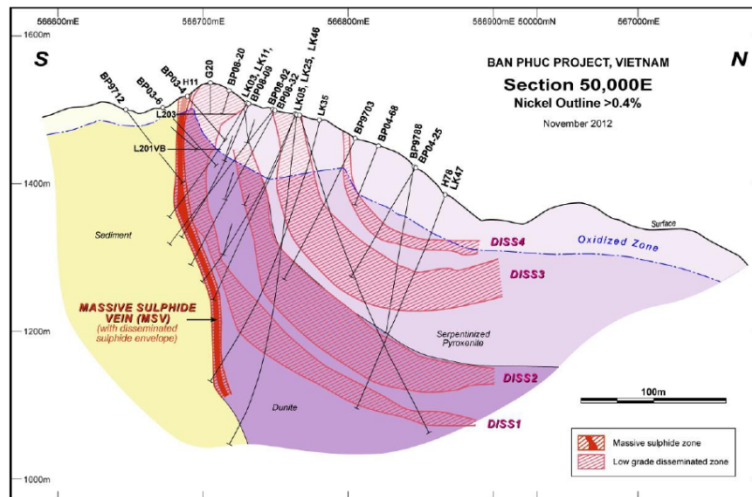 566600mE
566700mE
566800mE
566900mE 50000mN
567000mE
1600m
1400m
1200m
1000m
S
N
BAN PHUC PROJECT, VIETNAM
Section 50,000E
Nickel Outline >0.4%
November 2012
BP9712
BP03-6
BP03-4
H11
G20
BP08-20
LK03, LK11,
BP08-09
BP08-02
BP08-32
LK05, LK25, LK46
LK35
BP9703
BP04-68
BP9788
BP04-25
H78
LK47
L203
L201VB
Surface
Oxidized Zone
Sediment
DISS4
DISS3
MASSIVE SULPHIDE
VEIN (MSV)
(with disseminated
sulphide envelope)
Serpentinized
Pyroxenite
DISS2
Dunite
DISS1
100m
Massive sulphide zone
Low grade disseminated zone